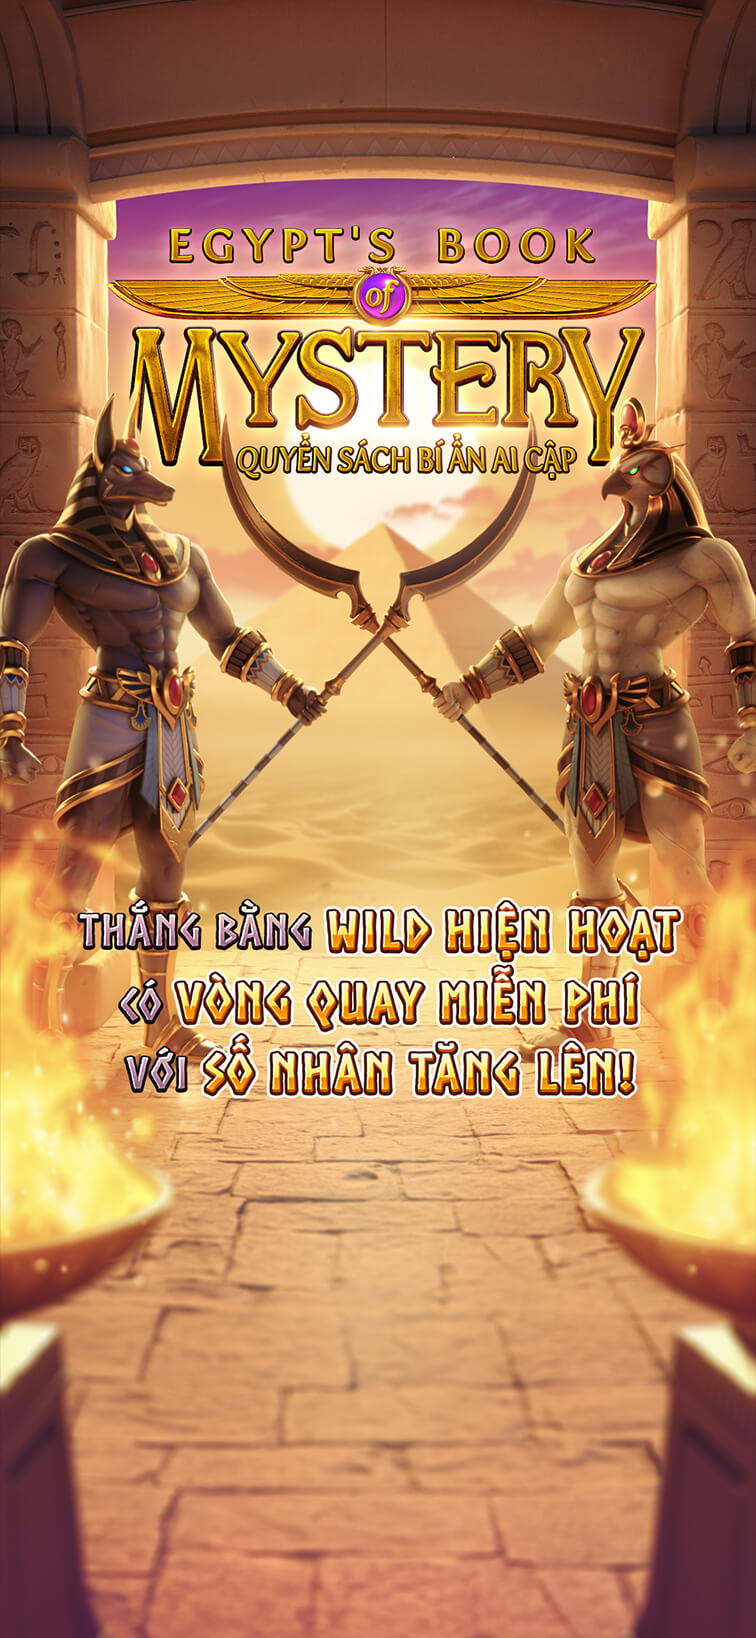 EGYPT'S BOOK
of
MYSTERY
QUYỂN SÁCH BÍ ẨN AI CẬP
THẮNG BẰNG WILD HIỆN HOẠT
CÓ VÒNG QUAY MIỄN PHÍ
VỚI SỐ NHÂN TĂNG LÊN!